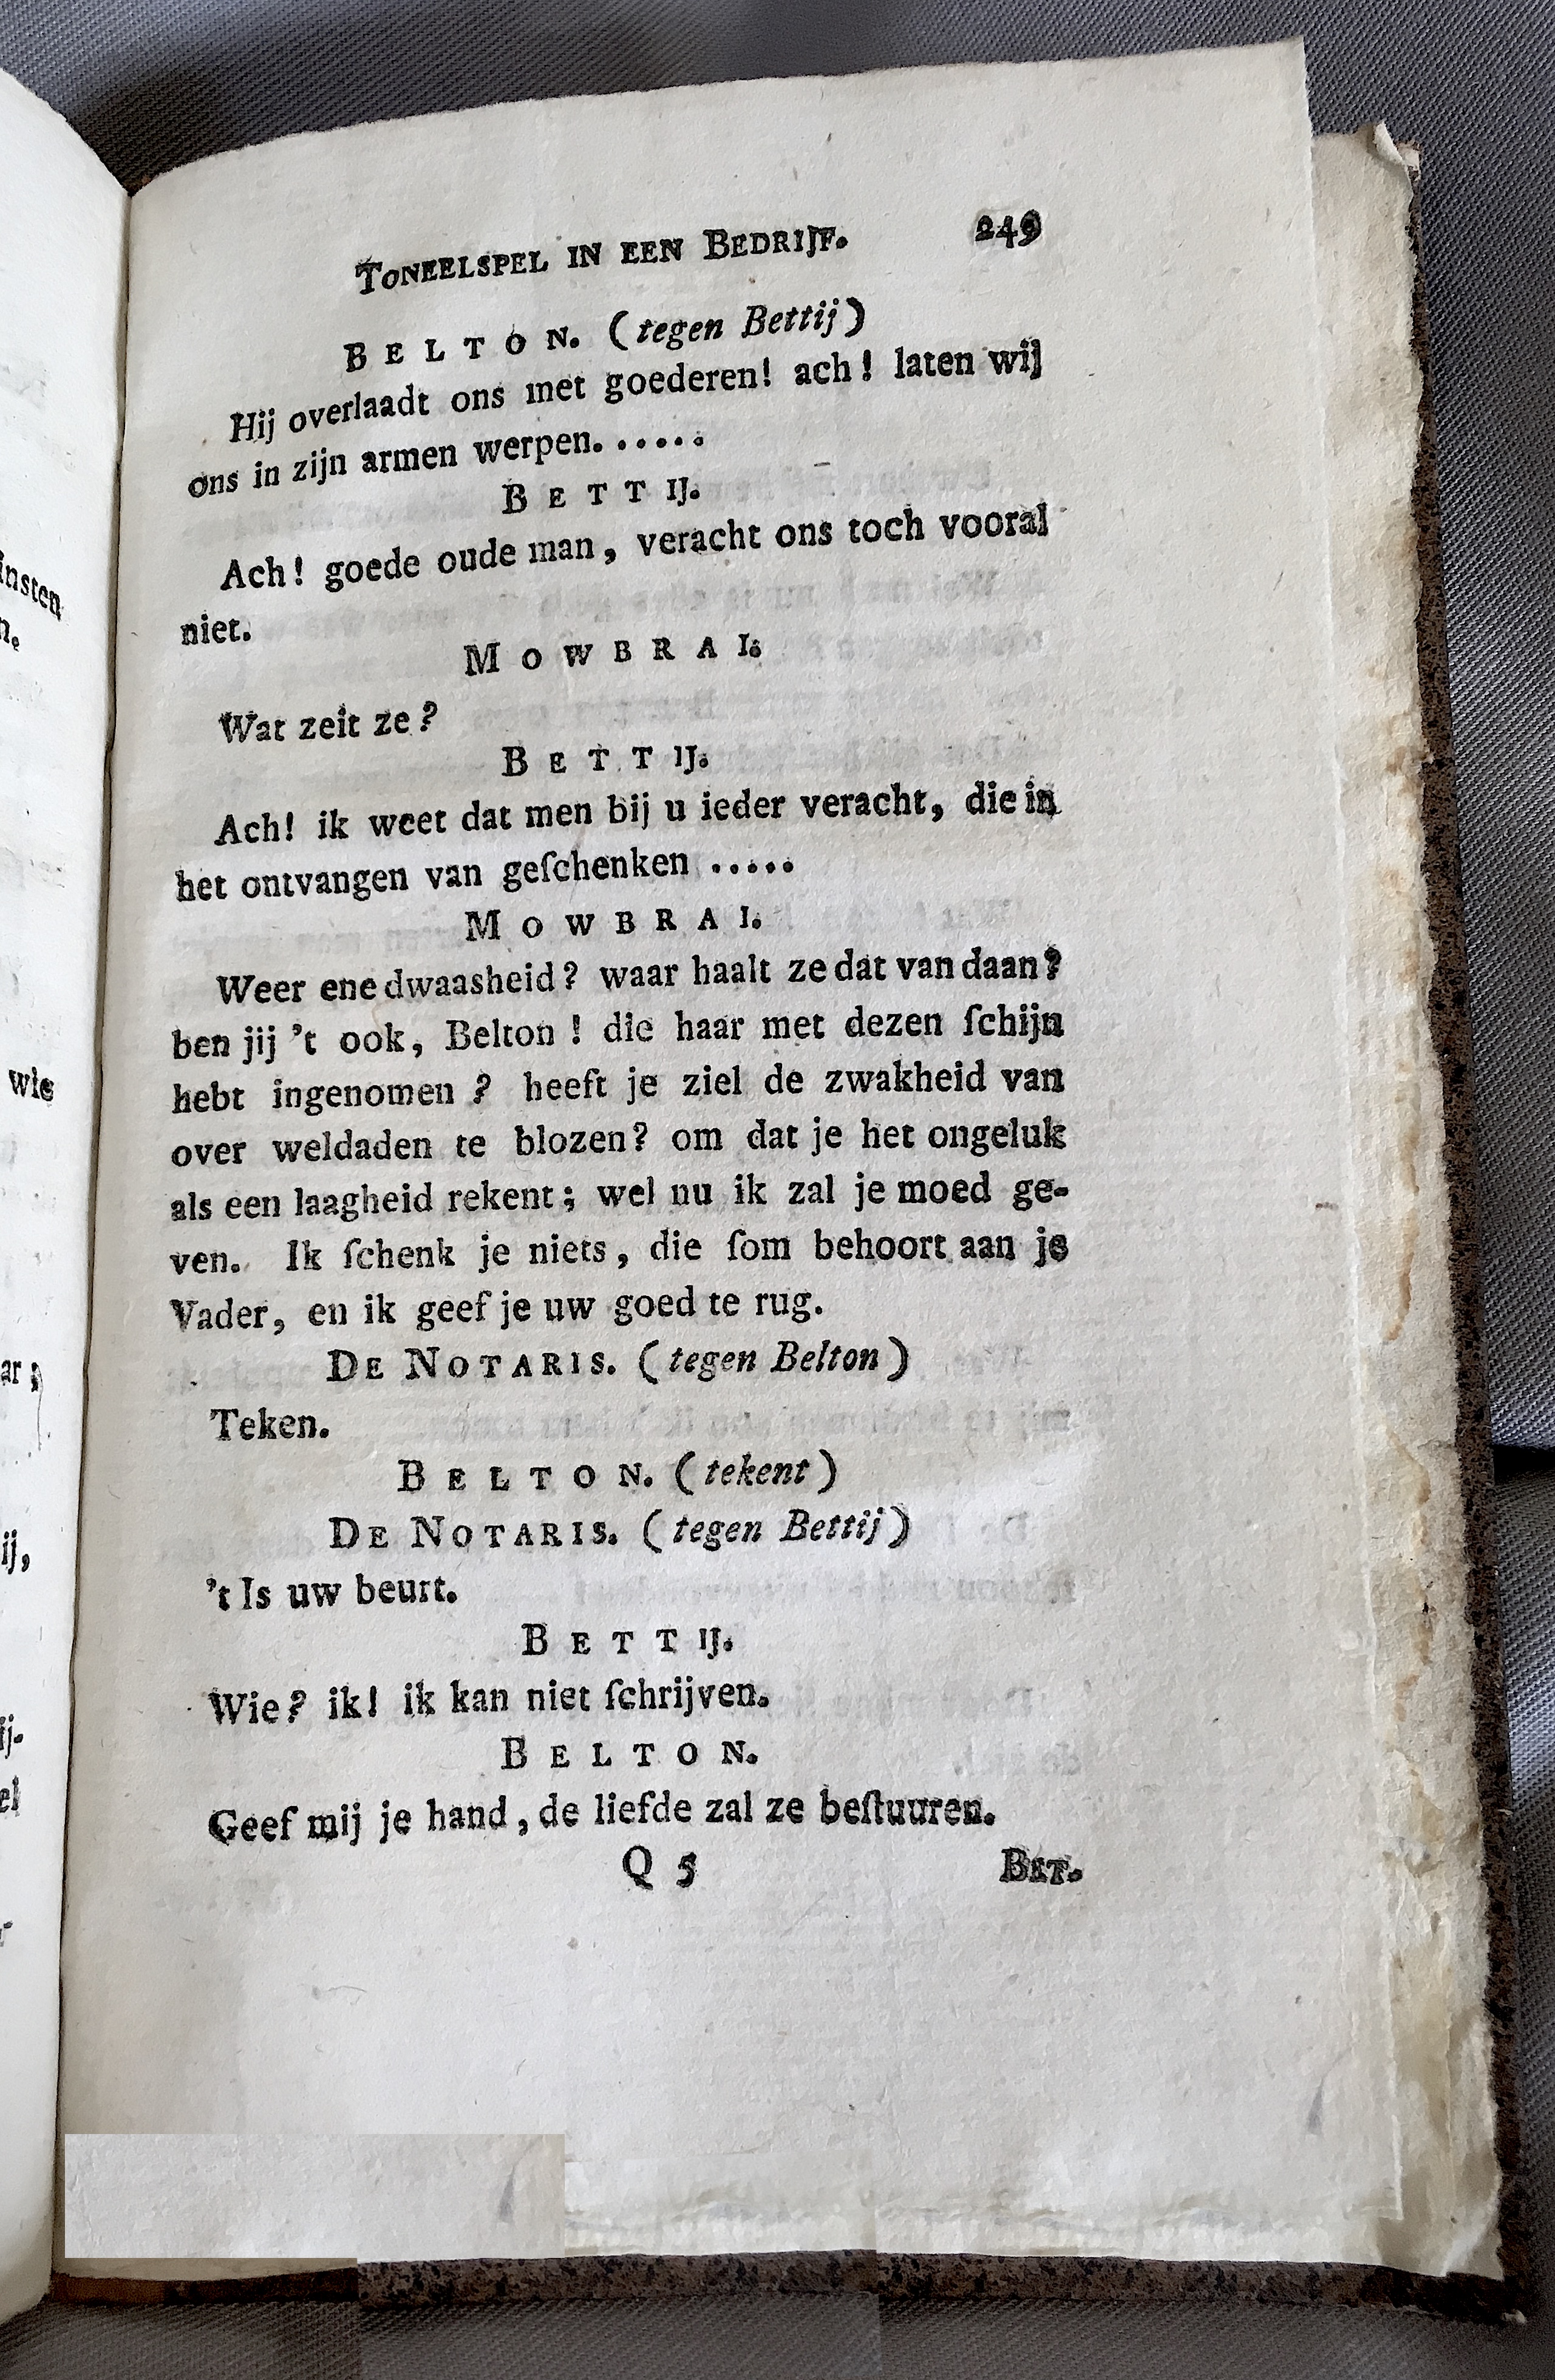 insten
n.
wie
ar;
ij,
ij-
el
TONEELSPEL IN EEN BEDRIJF. 249
BELTON. (tegen Bettij)
Hij overlaadt ons met goederen! ach! laten wij
ons in zijn armen werpen. . . . . .
BETTIJ.
Ach! goede oude man, veracht ons toch vooral
niet.
MOWBRAI.
Wat zeit ze?
BETTIJ.
Ach! ik weet dat men bij u ieder veracht, die in
het ontvangen van geſchenken .....
MOWBRAI.
Weer ene dwaasheid? waar haalt ze dat van daan?
ben jij 't ook, Belton! die haar met dezen ſchijn
hebt ingenomen? heeft je ziel de zwakheid van
over weldaden te blozen? om dat je het ongeluk
als een laagheid rekent; wel nu ik zal je moed ge-
ven. Ik ſchenk je niets, die ſom behoort aan je
Vader, en ik geef je uw goed te rug.
DE NOTARIS. (tegen Belton)
Teken.
BELTON. (tekent)
DE NOTARIS. (tegen Bettij)
't Is uw beurt.
BETTIJ.
Wie? ik! ik kan niet ſchrijven.
BELTON.
Geef mij je hand, de liefde zal ze beſtuuren.
Q 5 BET.